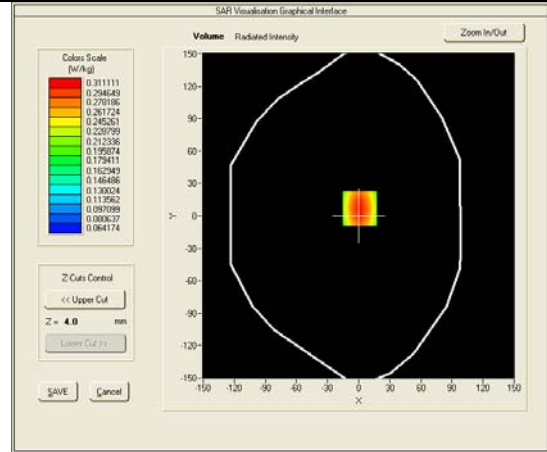 SAR Visualisation Graphical Interface
Volume Radiated Intensity
Zoom In/Out
Colors Scale
(W/kg)
0.311111
0.294649
0.278186
0.261724
0.245261
0.228799
0.212336
0.195874
0.179411
0.162949
0.146486
0.130024
0.113562
0.097099
0.080637
0.064174
Z Cuts Control
<< Upper Cut
Z = 4.0 mm
Lower Cut >>
SAVE
Cancel
150
120
90
60
30
0
-30
-60
-90
-120
-150
Y
-150 -120 -90 -60 -30 0 30 60 90 120 150
X